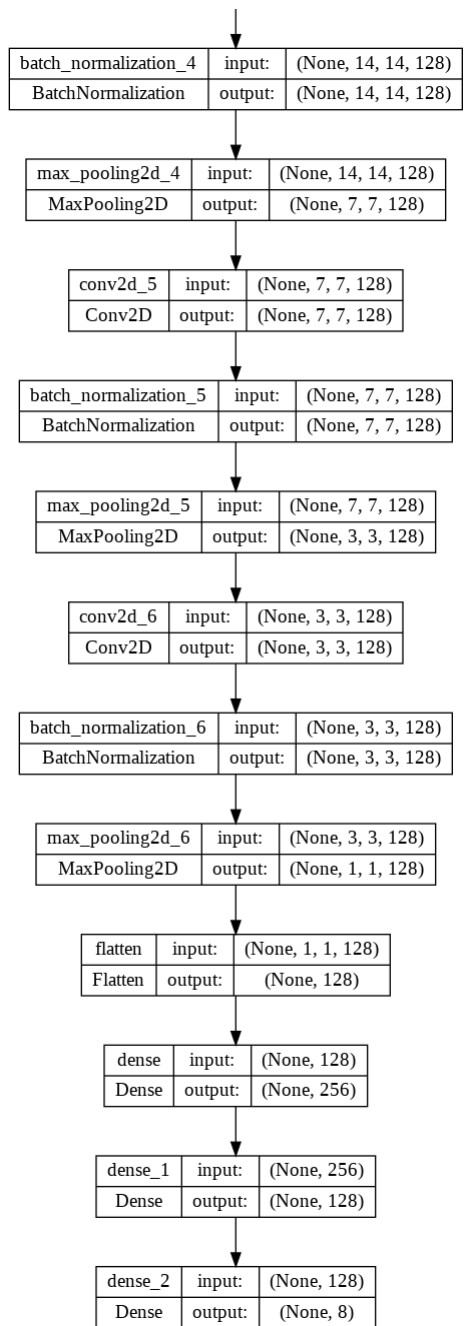 batch_normalization_4 input: (None, 14, 14, 128)
BatchNormalization output: (None, 14, 14, 128)
max_pooling2d_4 input: (None, 14, 14, 128)
MaxPooling2D output: (None, 7, 7, 128)
conv2d_5 input: (None, 7, 7, 128)
Conv2D output: (None, 7, 7, 128)
batch_normalization_5 input: (None, 7, 7, 128)
BatchNormalization output: (None, 7, 7, 128)
max_pooling2d_5 input: (None, 7, 7, 128)
MaxPooling2D output: (None, 3, 3, 128)
conv2d_6 input: (None, 3, 3, 128)
Conv2D output: (None, 3, 3, 128)
batch_normalization_6 input: (None, 3, 3, 128)
BatchNormalization output: (None, 3, 3, 128)
max_pooling2d_6 input: (None, 3, 3, 128)
MaxPooling2D output: (None, 1, 1, 128)
flatten input: (None, 1, 1, 128)
Flatten output: (None, 128)
dense input: (None, 128)
Dense output: (None, 256)
dense_1 input: (None, 256)
Dense output: (None, 128)
dense_2 input: (None, 128)
Dense output: (None, 8)